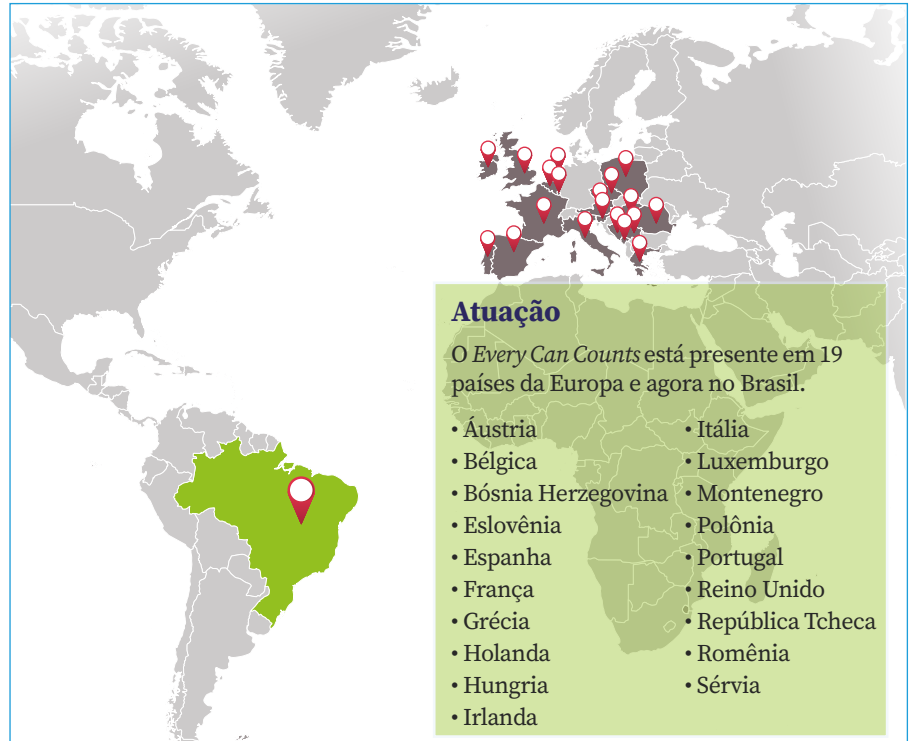 Atuação
O Every Can Counts está presente em 19
países da Europa e agora no Brasil.
• Áustria
• Bélgica
• Bósnia Herzegovina
• Eslovênia
• Espanha
• França
• Grécia
• Holanda
• Hungria
• Irlanda
• Itália
• Luxemburgo
• Montenegro
• Polônia
• Portugal
• Reino Unido
• República Tcheca
• Romênia
• Sérvia